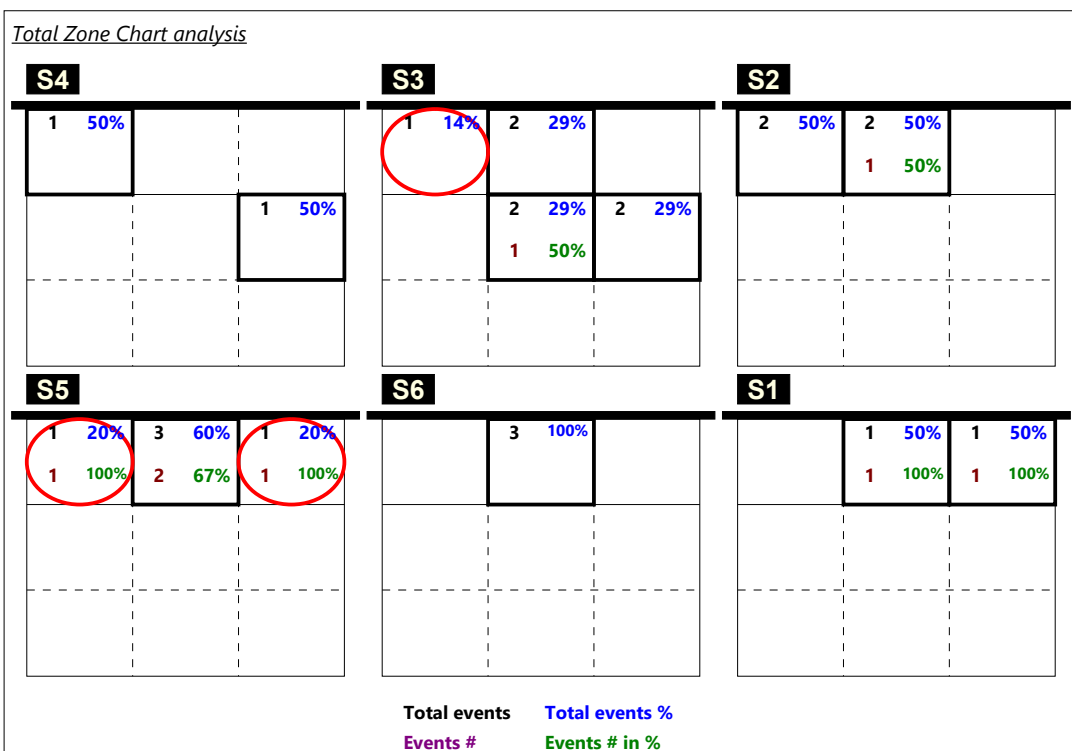 Total Zone Chart analysis
S4 S3 S2
1 50% 1 14% 2 29% 2 50% 2 50%
1 50%
1 50% 2 29% 2 29%
1 50%
S5 S6 S1
1 20% 3 60% 1 20% 3 100% 1 50% 1 50%
1 100% 2 67% 1 100% 1 100% 1 100%
Total events Total events %
Events # Events # in %